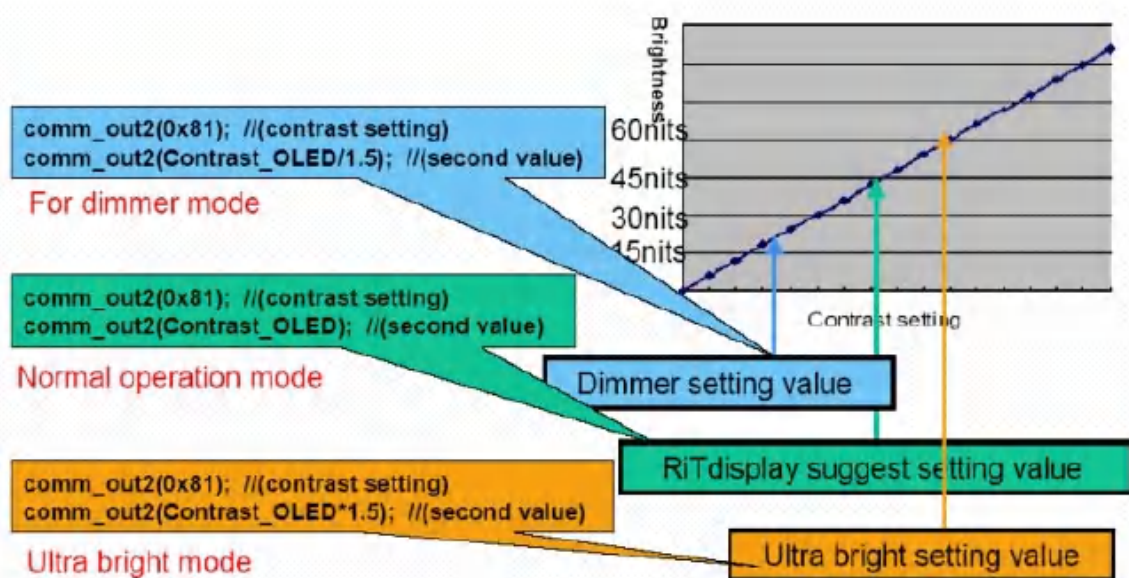 Brightness
comm_out2(0x81); //(contrast setting)
comm_out2(Contrast_OLED/1.5); //(second value)
For dimmer mode
60nits
45nits
30nits
15nits
Contrast setting
comm_out2(0x81); //(contrast setting)
comm_out2(Contrast_OLED); //(second value)
Normal operation mode
Dimmer setting value
RiTdisplay suggest setting value
comm_out2(0x81); //(contrast setting)
comm_out2(Contrast_OLED*1.5); //(second value)
Ultra bright mode
Ultra bright setting value